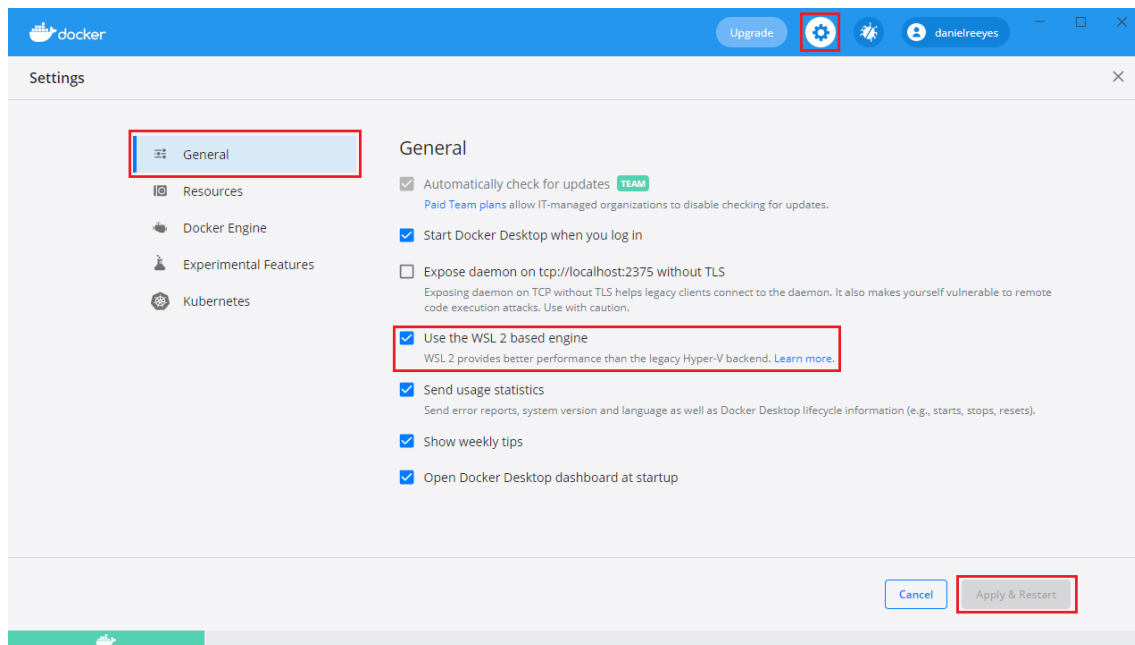 docker
Upgrade
danielreeyes
Settings
General
Resources
Docker Engine
Experimental Features
Kubernetes
General
Automatically check for updates TEAM
Paid Team plans allow IT-managed organizations to disable checking for updates.
Start Docker Desktop when you log in
Expose daemon on tcp://localhost:2375 without TLS
Exposing daemon on TCP without TLS helps legacy clients connect to the daemon. It also makes yourself vulnerable to remote
code execution attacks. Use with caution.
Use the WSL 2 based engine
WSL 2 provides better performance than the legacy Hyper-V backend. Learn more.
Send usage statistics
Send error reports, system version and language as well as Docker Desktop lifecycle information (e.g., starts, stops, resets).
Show weekly tips
Open Docker Desktop dashboard at startup
Cancel
Apply & Restart